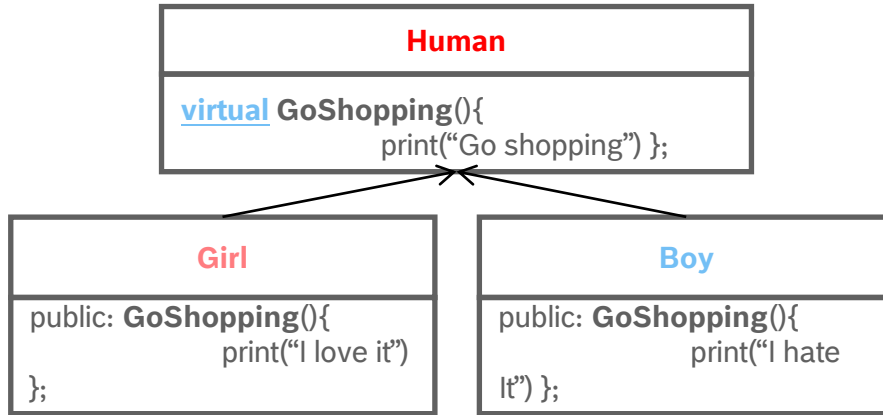 Human
virtual GoShopping(){
print(“Go shopping”) };
Girl
public: GoShopping(){
print(“I love it”)
};
Boy
public: GoShopping(){
print(“I hate
It”) };